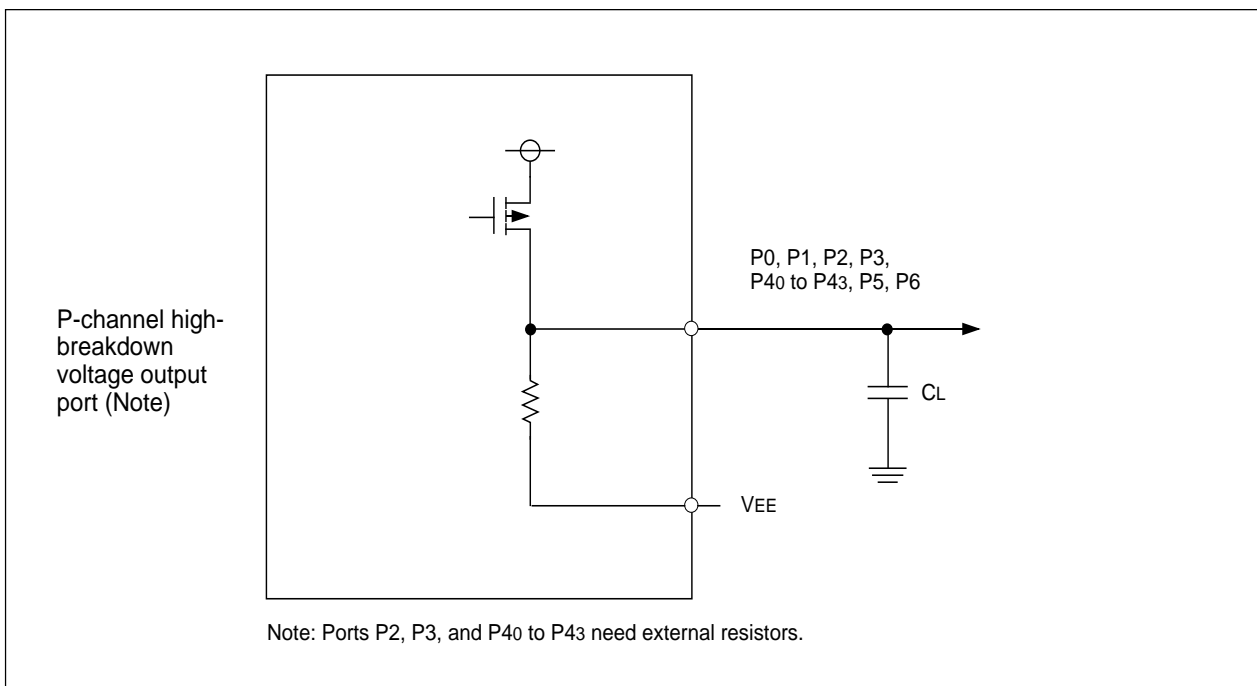 P-channel high-
breakdown
voltage output
port (Note)
P0, P1, P2, P3,
P40 to P43, P5, P6
CL
VEE
Note: Ports P2, P3, and P40 to P43 need external resistors.